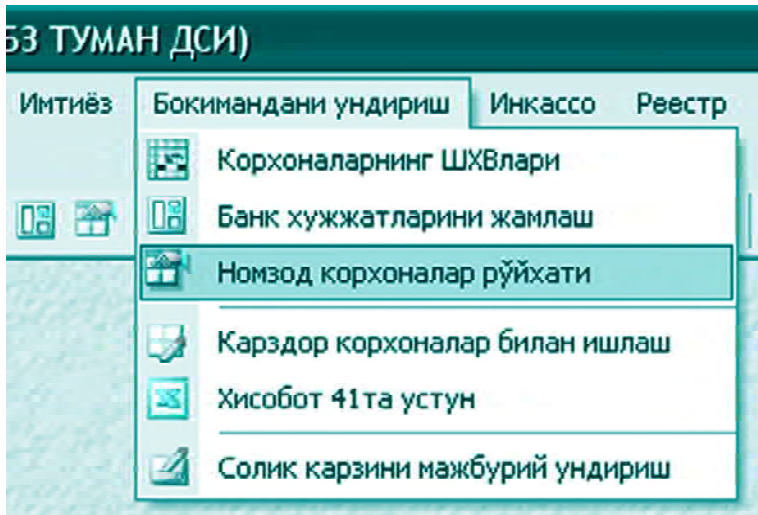 БЗ ТУМАН ДСИ)
Имтиёз Бокимандани ундириш Инкассо Реестр
Корхоналарнинг ШХВлари
Банк хужжатларини жамлаш
Номзод корхоналар рўйхати
Карздор корхоналар билан ишлаш
Хисобот 41та устун
Солик карзини мажбурий ундириш